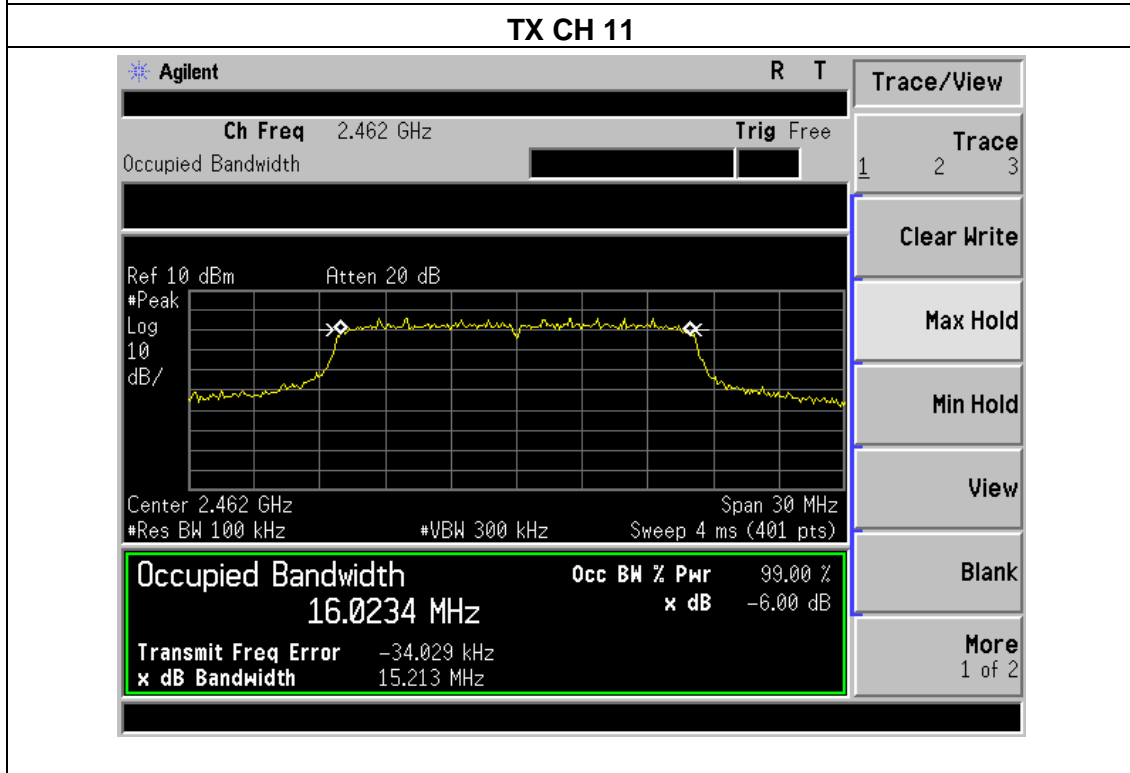 TX CH 11
Agilent R T
Ch Freq 2.462 GHz Trig Free
Occupied Bandwidth
Ref 10 dBm Atten 20 dB
#Peak
Log
10
dB/
Center 2.462 GHz Span 30 MHz
#Res BW 100 kHz #VBW 300 kHz Sweep 4 ms (401 pts)
Occupied Bandwidth Occ BW % Pwr 99.00 %
16.0234 MHz x dB -6.00 dB
Transmit Freq Error -34.029 kHz
x dB Bandwidth 15.213 MHz
Trace/View
Trace
1 2 3
Clear Write
Max Hold
Min Hold
View
Blank
More
1 of 2